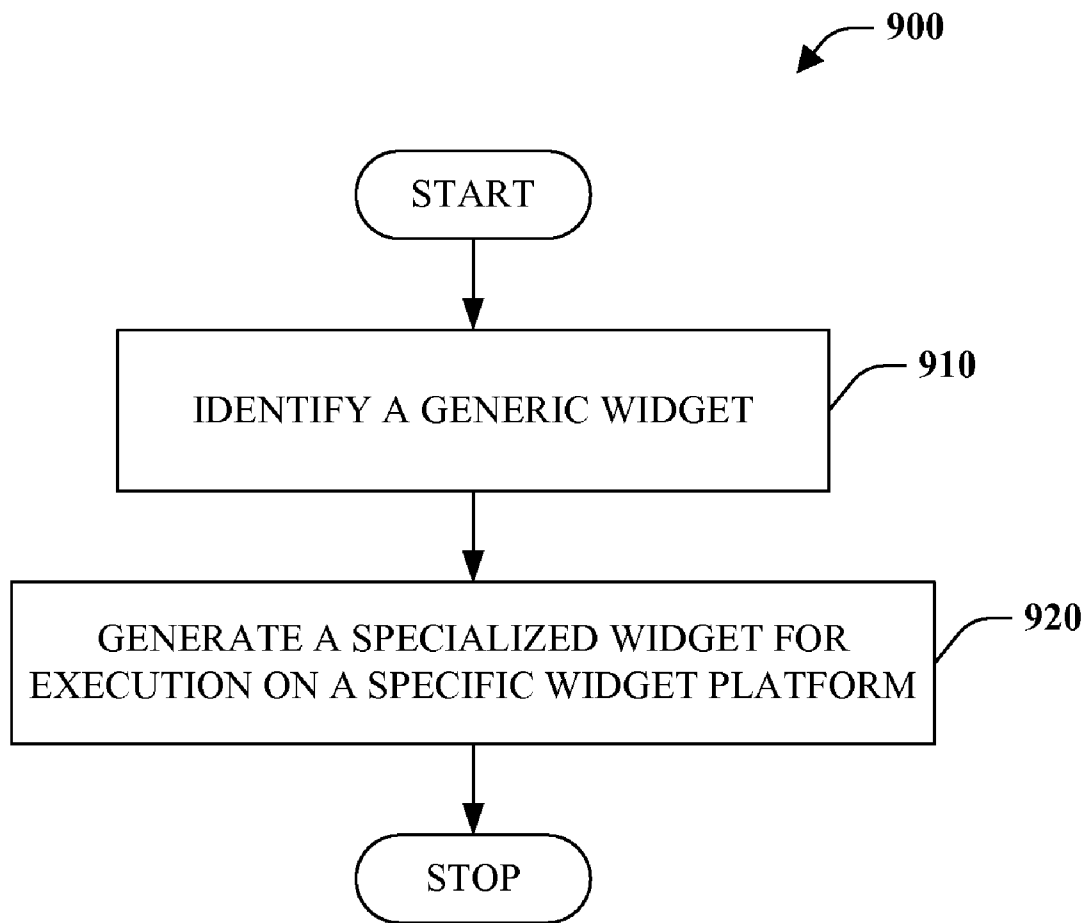 900
START
IDENTIFY A GENERIC WIDGET
910
GENERATE A SPECIALIZED WIDGET FOR
EXECUTION ON A SPECIFIC WIDGET PLATFORM
920
STOP